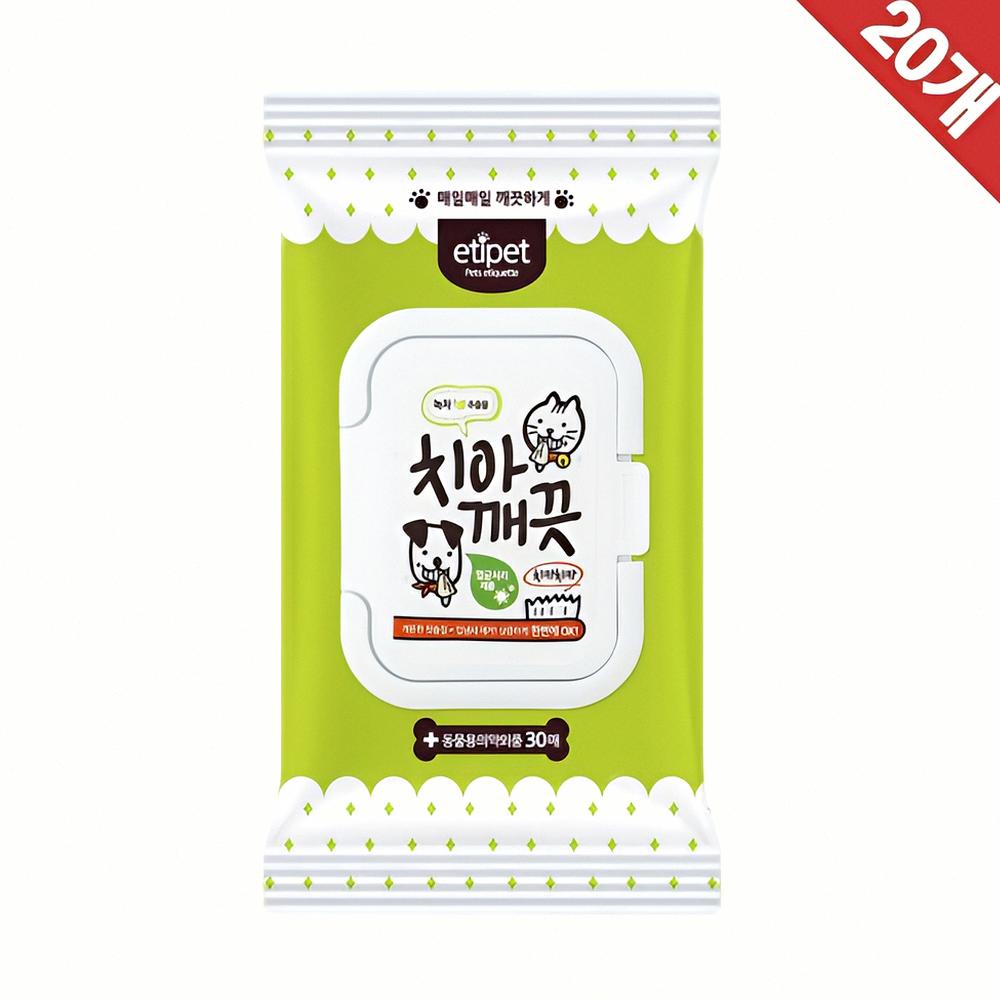 20개
매일매일 깨끗하게
etipet
Pets etiquette
녹차 추출물
치아
깨끗
치카치카
한번에 OK!
+ 동물용의약외품 30매